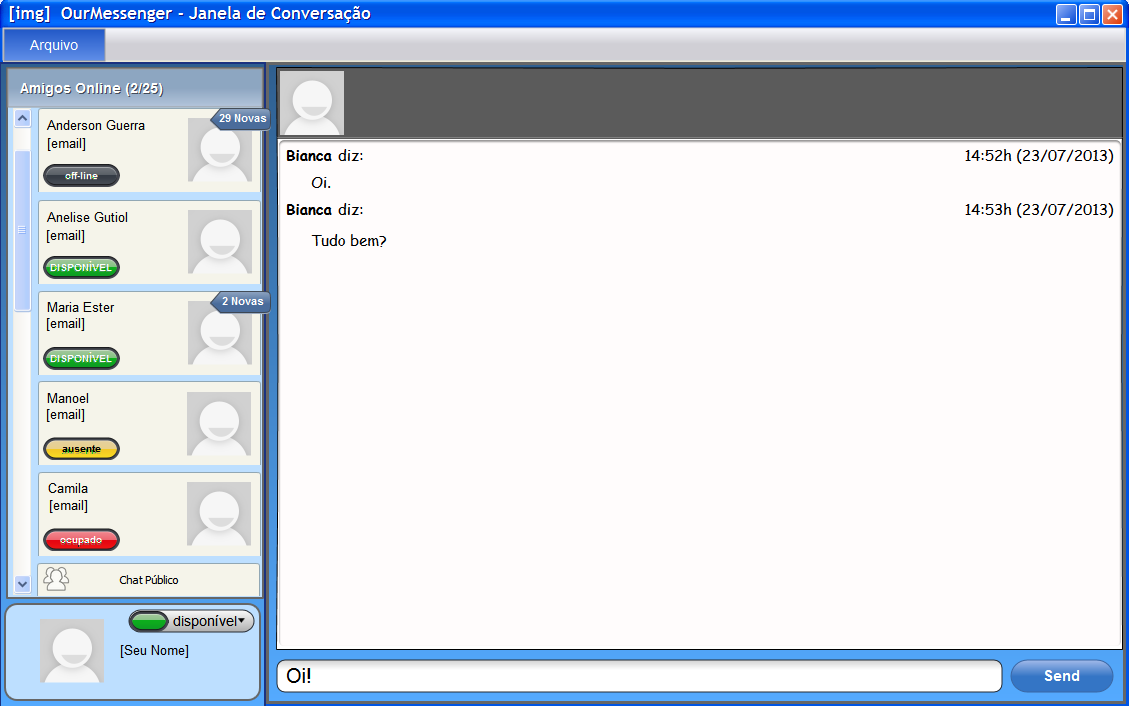 [img] OurMessenger - Janela de Conversação
Arquivo
Amigos Online (2/25)
29 Novas
Anderson Guerra
[email]
off-line
Anelise Gutiol
[email]
DISPONÍVEL
2 Novas
Maria Ester
[email]
DISPONÍVEL
Manoel
[email]
ausente
Camila
[email]
ocupado
Chat Público
disponível
[Seu Nome]
Bianca diz: 14:52h (23/07/2013)
Oi.
Bianca diz: 14:53h (23/07/2013)
Tudo bem?
Oi!
Send